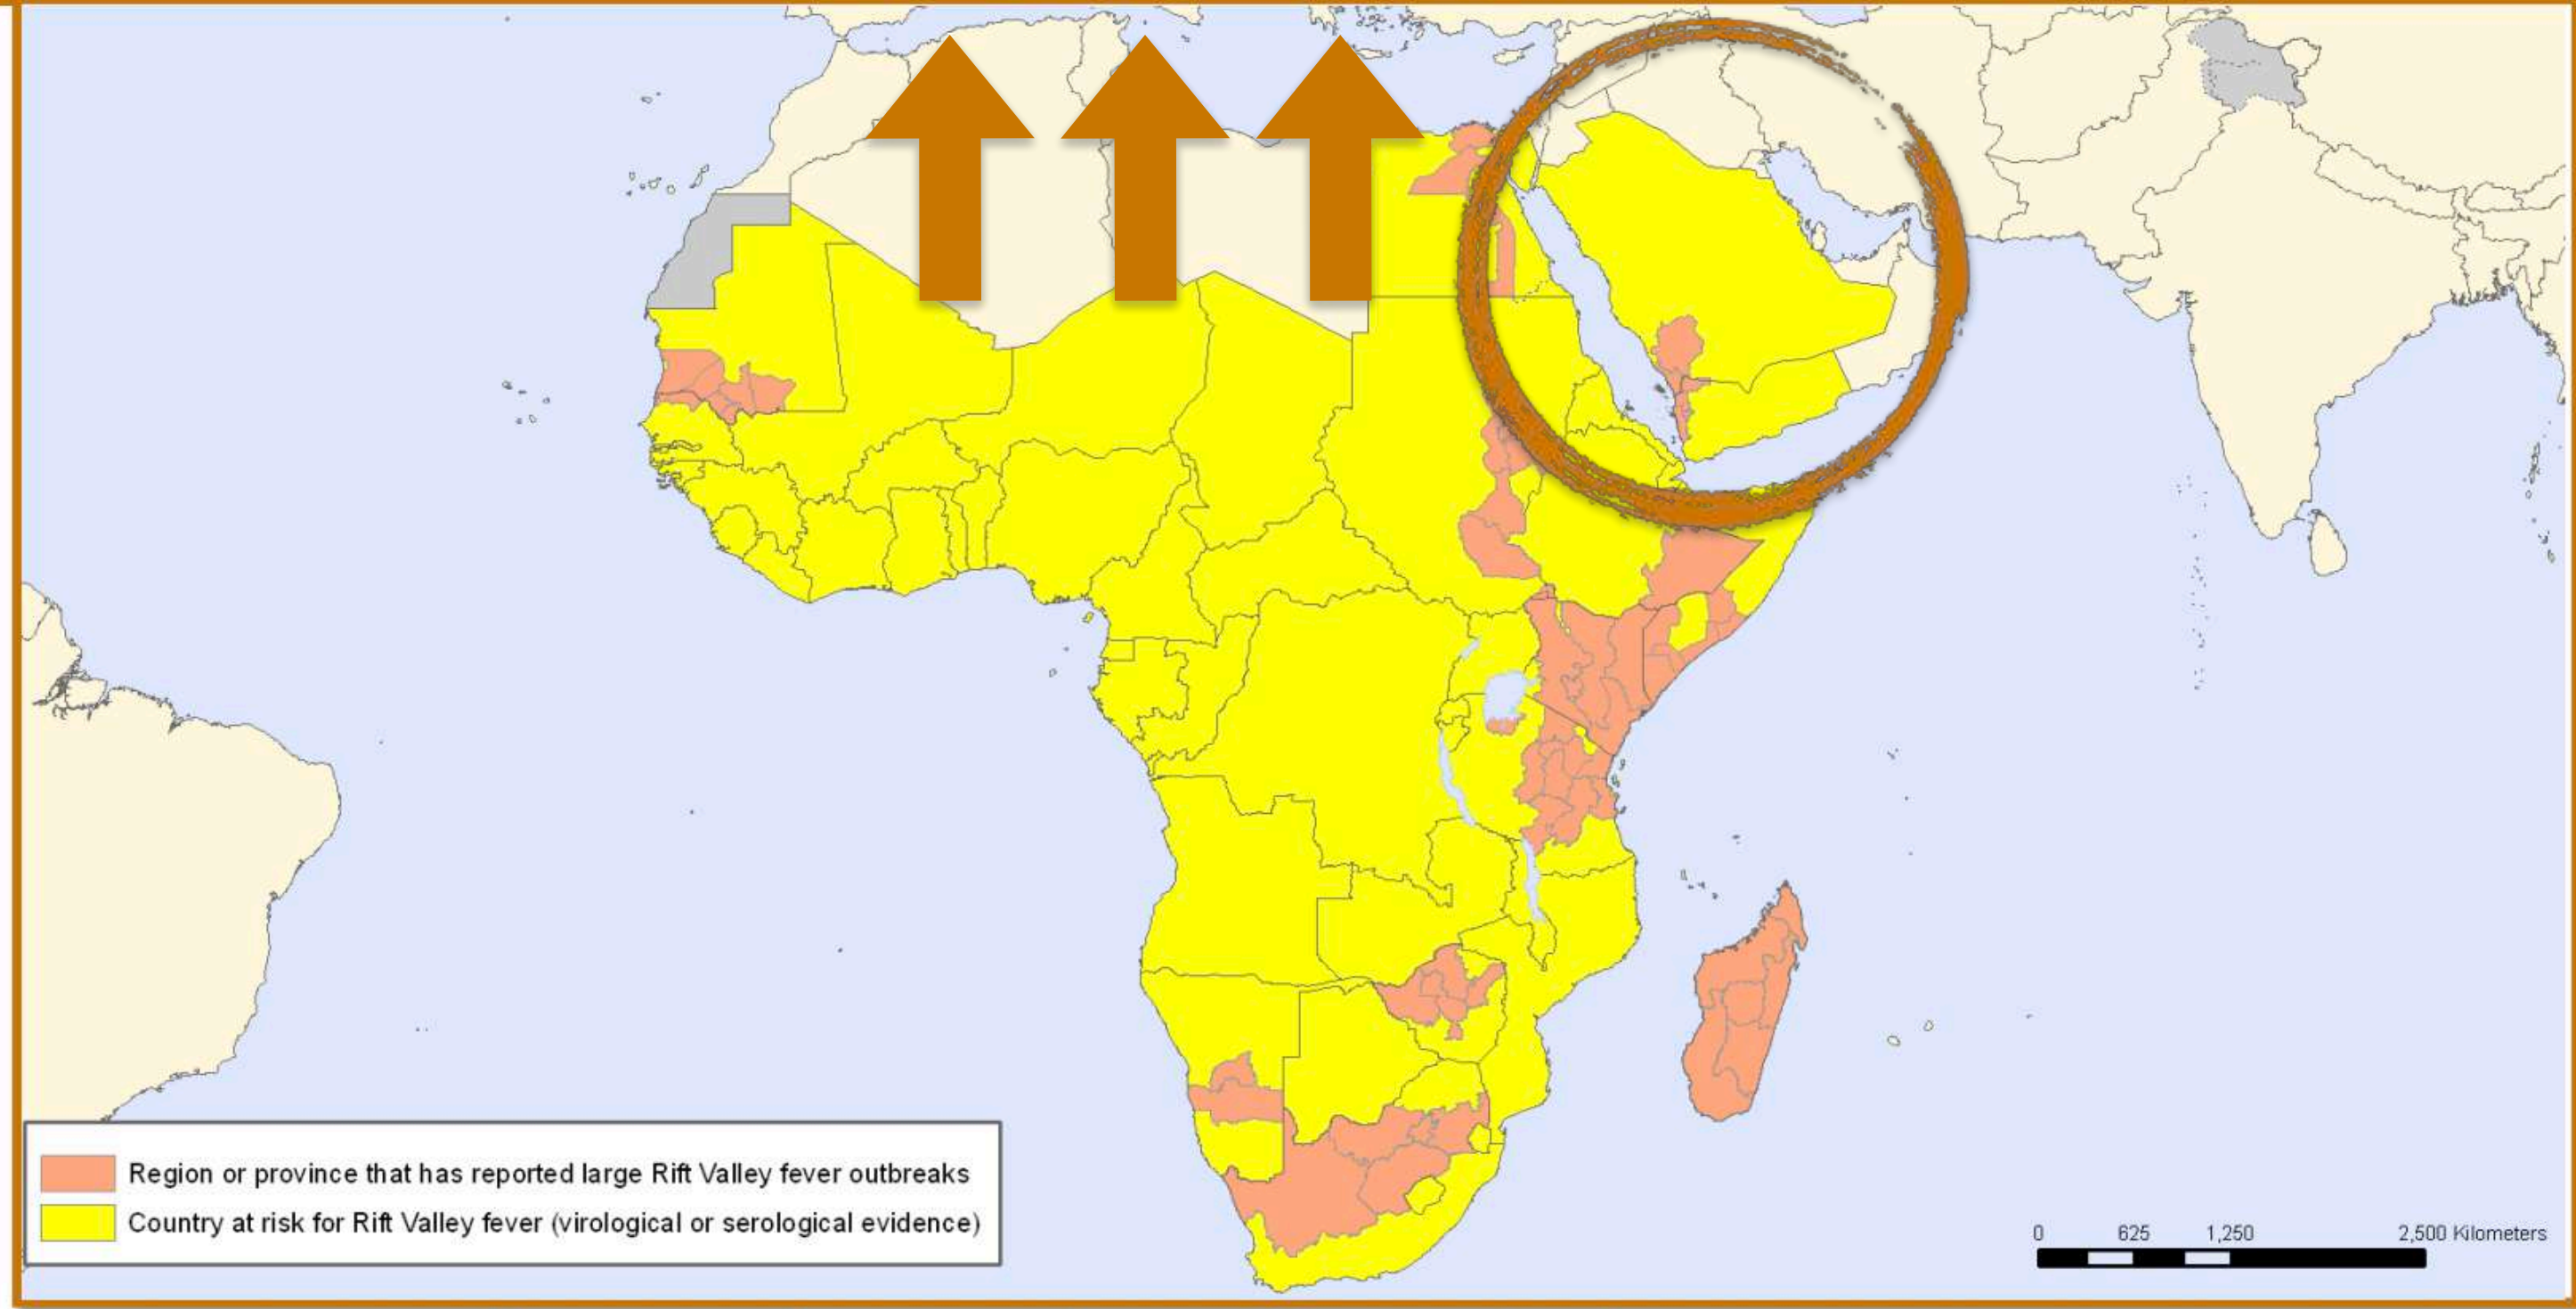 Region or province that has reported large Rift Valley fever outbreaks
Country at risk for Rift Valley fever (virological or serological evidence)
0 625 1,250 2,500 Kilometers